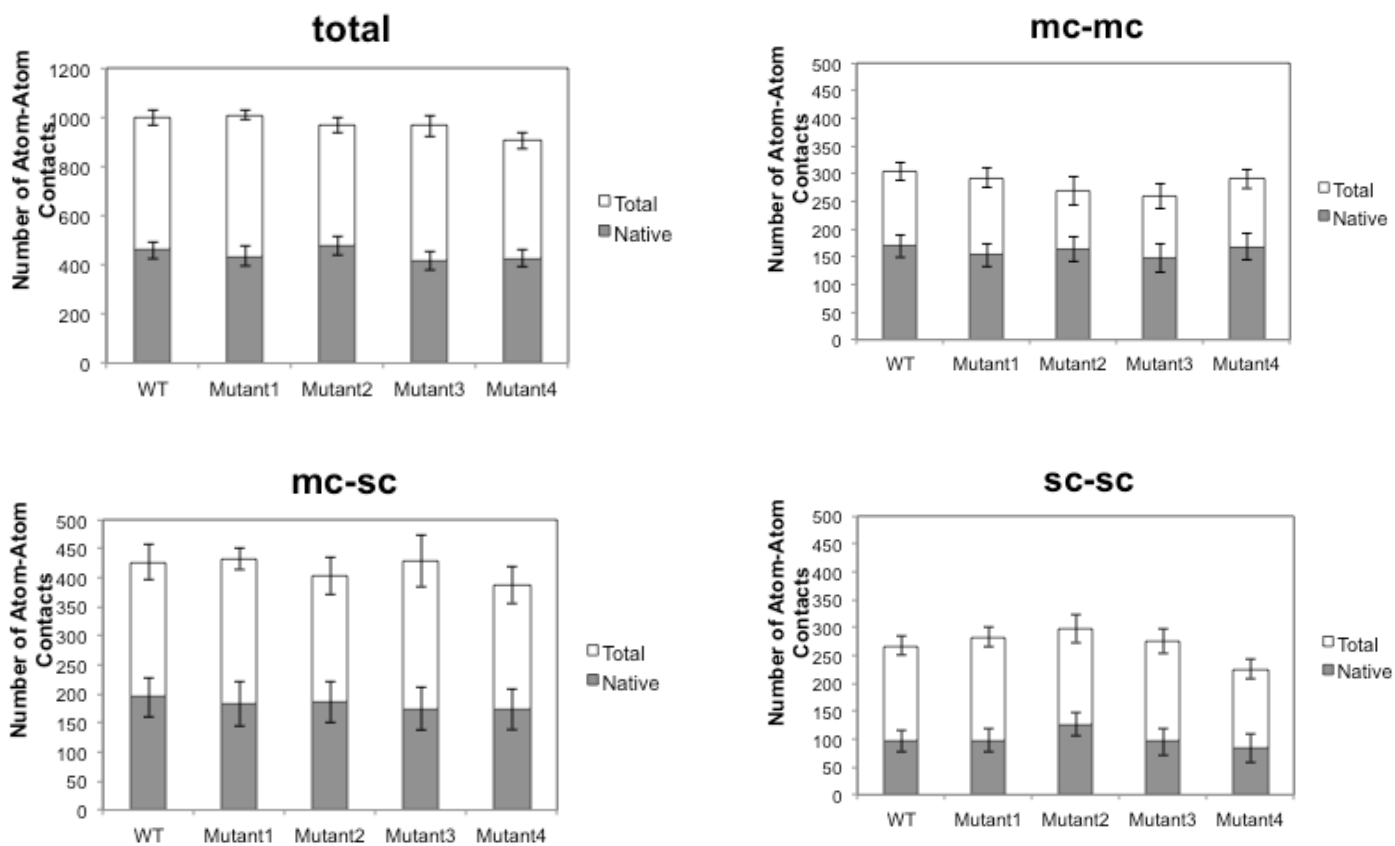 total
Number of Atom-Atom
Contacts
1200
1000
800
600
400
200
0
WT Mutant1 Mutant2 Mutant3 Mutant4
Total
Native
mc-mc
Number of Atom-Atom
Contacts
500
450
400
350
300
250
200
150
100
50
0
WT Mutant1 Mutant2 Mutant3 Mutant4
Total
Native
mc-sc
Number of Atom-Atom
Contacts
500
450
400
350
300
250
200
150
100
50
0
WT Mutant1 Mutant2 Mutant3 Mutant4
Total
Native
sc-sc
Number of Atom-Atom
Contacts
500
450
400
350
300
250
200
150
100
50
0
WT Mutant1 Mutant2 Mutant3 Mutant4
Total
Native